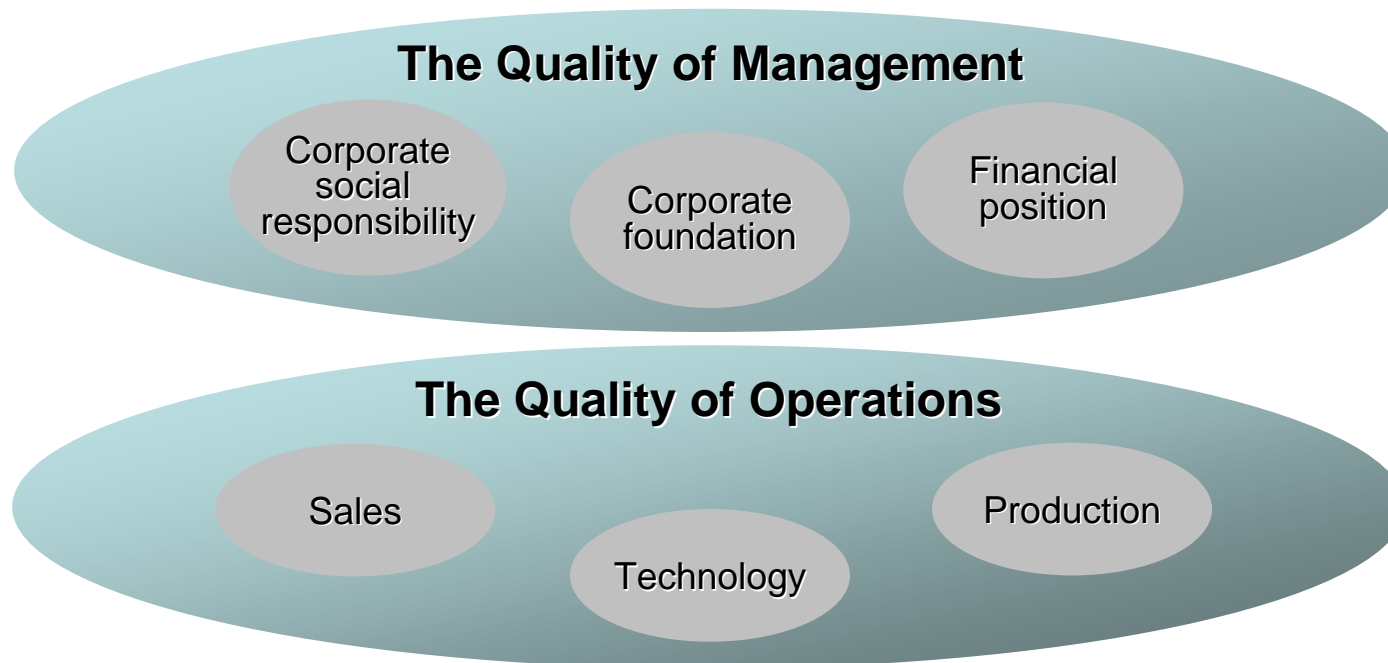 The Quality of Management
Corporate
social
responsibility
Corporate
foundation
Financial
position
The Quality of Operations
Sales
Technology
Production